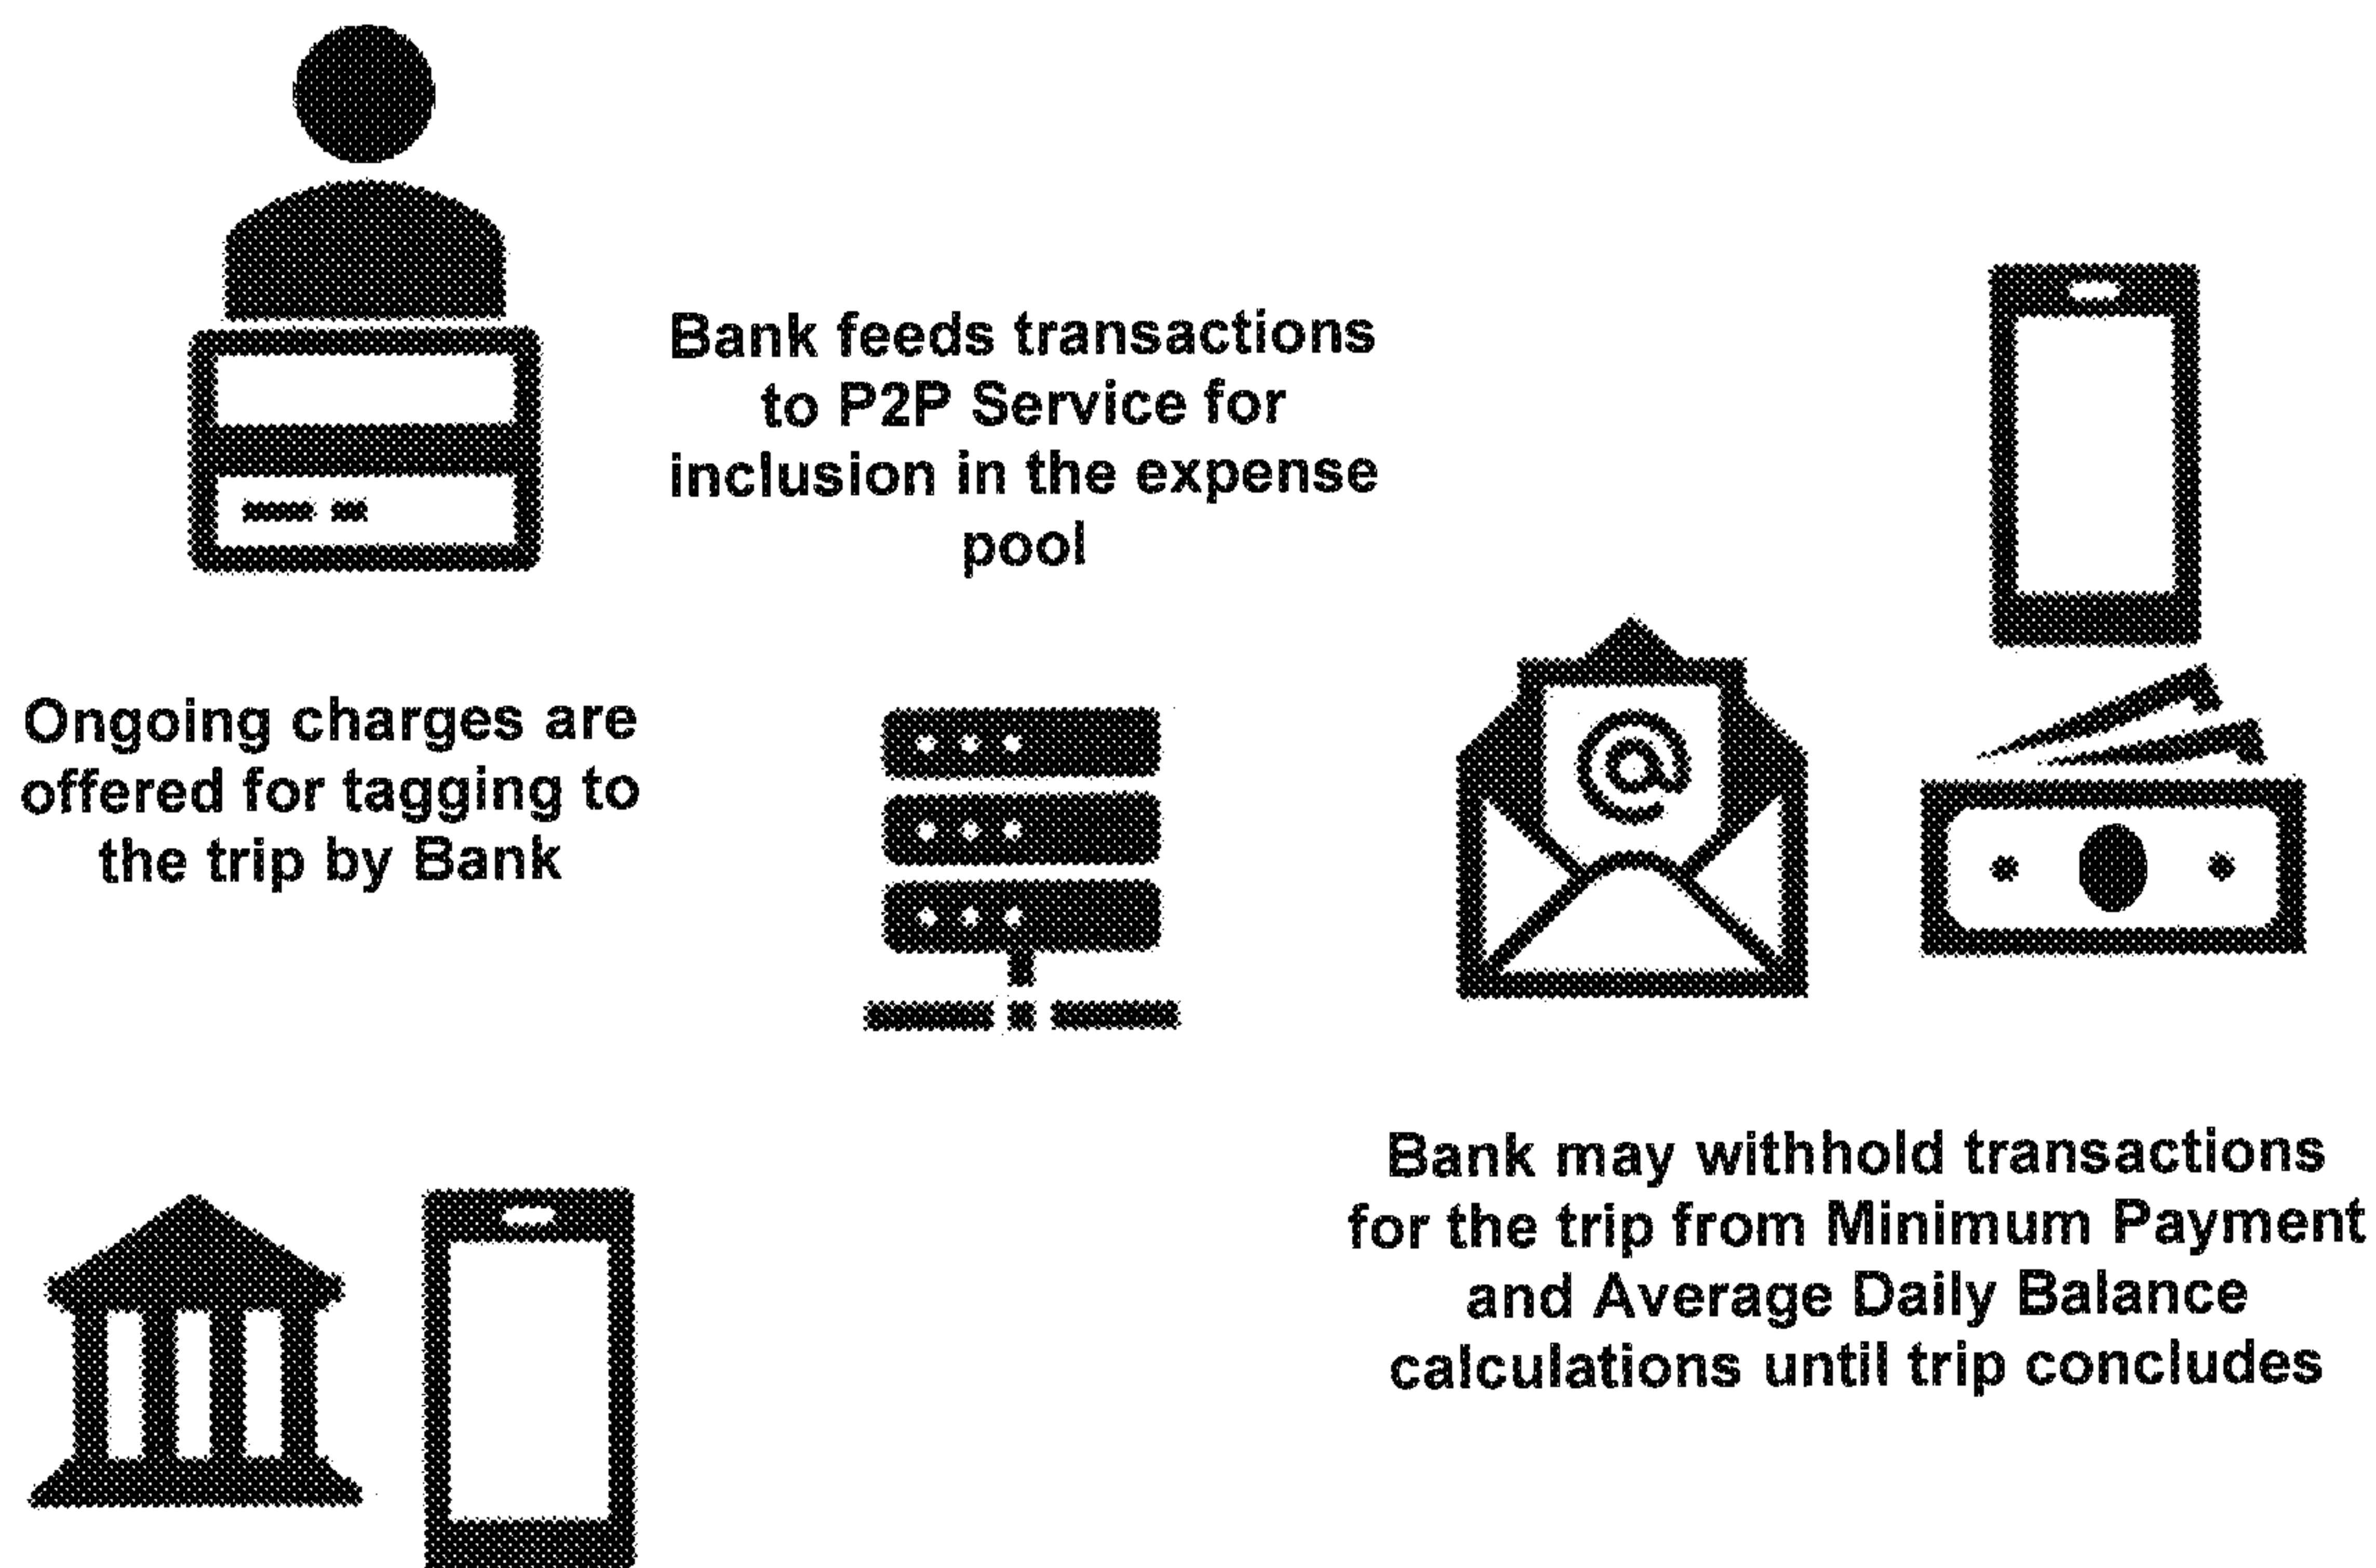 Bank feeds transactions
to P2P Service for
inclusion in the expense
pool
Ongoing charges are
offered for tagging to
the trip by Bank
Bank may withhold transactions
for the trip from Minimum Payment
and Average Daily Balance
calculations until trip concludes